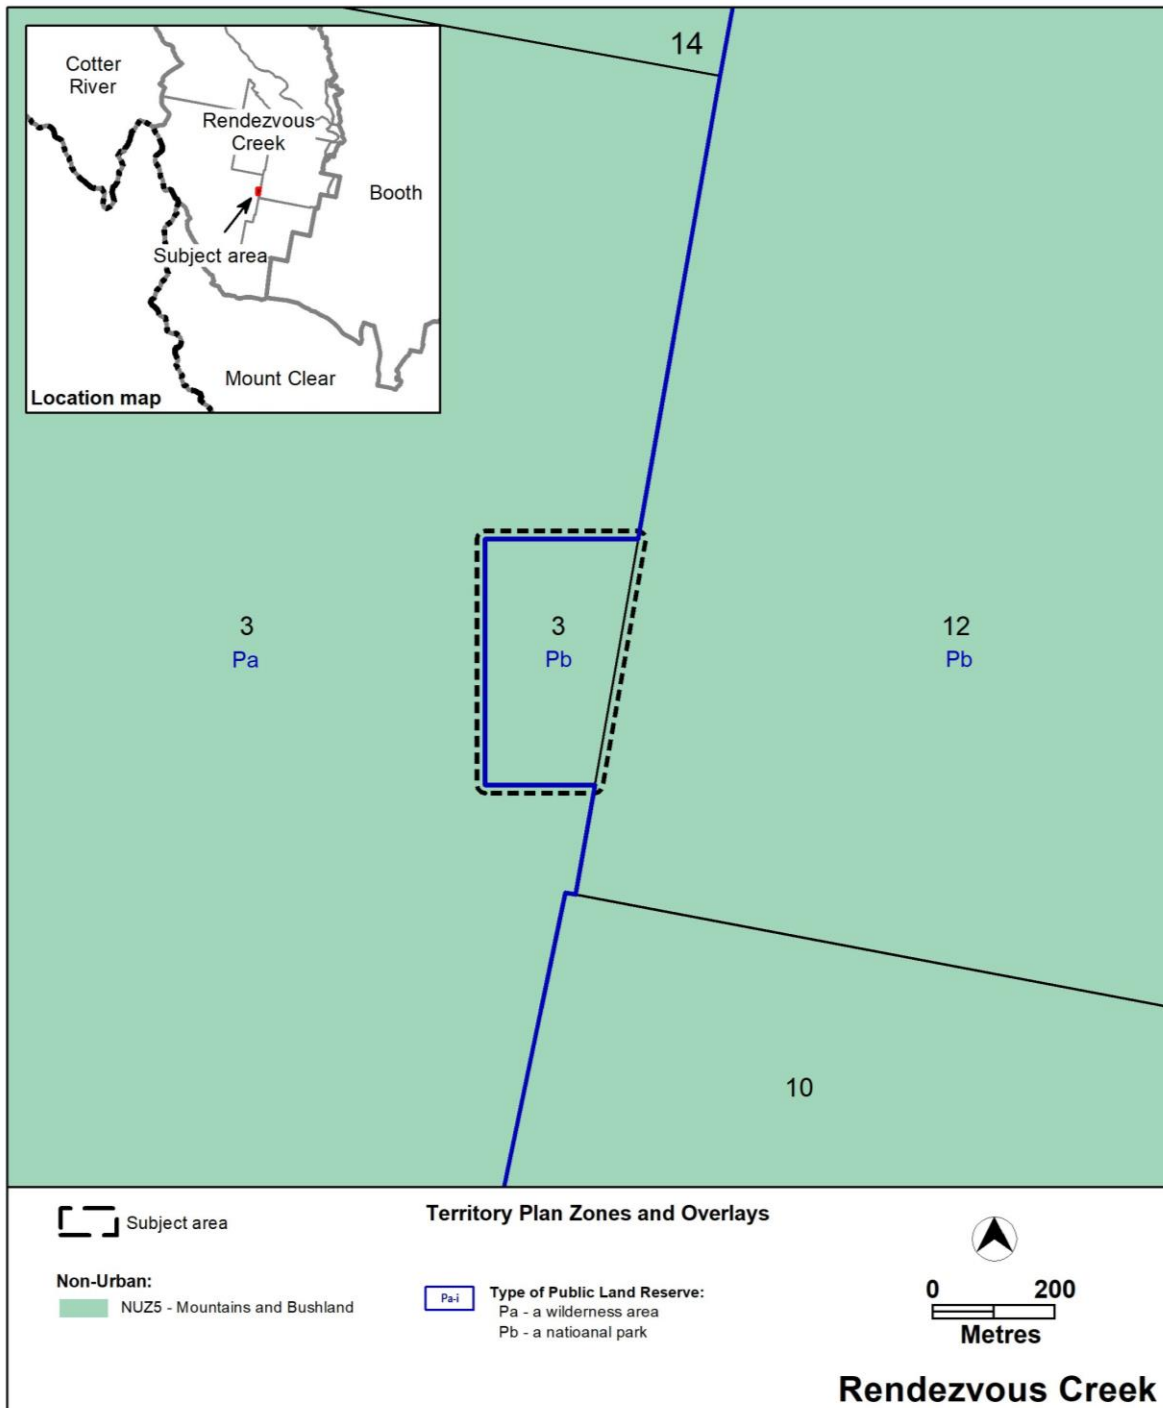 14
Cotter
River
Rendezvous
Creek
Booth
Subject area
Mount Clear
Location map
3
Pa
3
Pb
12
Pb
10
Subject area
Non-Urban:
NUZ5 - Mountains and Bushland
Territory Plan Zones and Overlays
Pa-i
Type of Public Land Reserve:
Pa - a wilderness area
Pb - a natioanal park
0 200
Metres
Rendezvous Creek